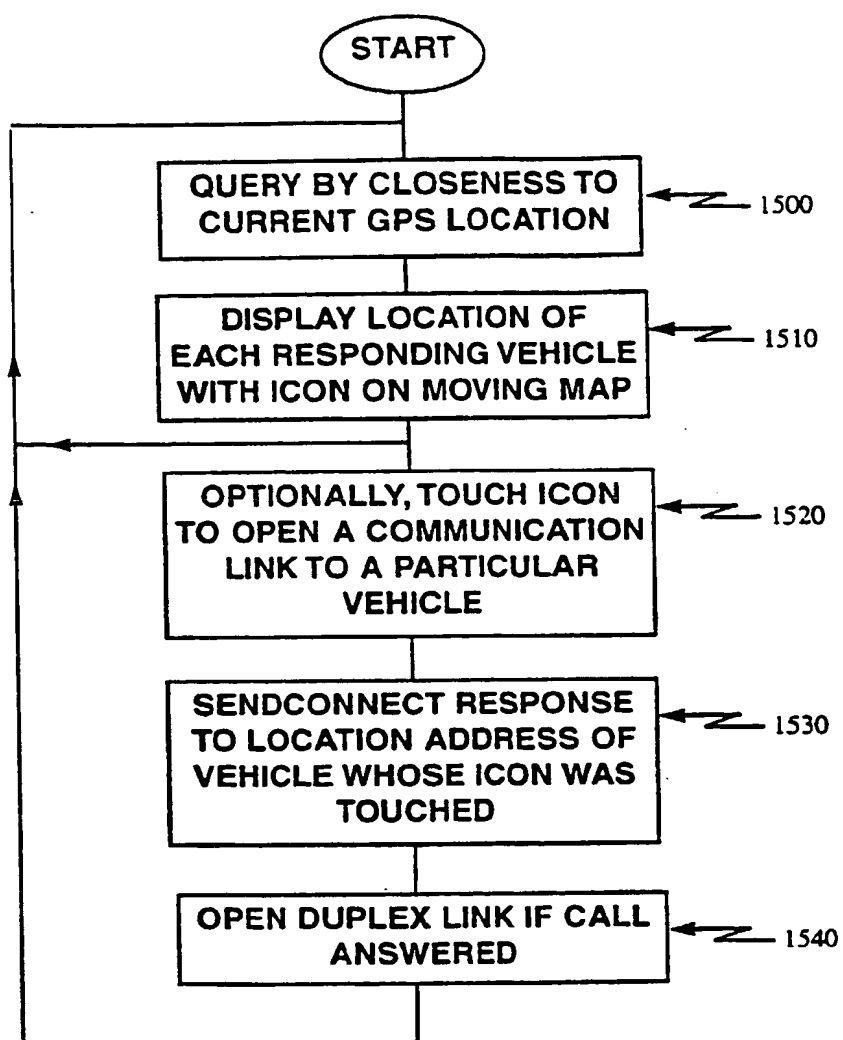 START
QUERY BY CLOSENESS TO
CURRENT GPS LOCATION
1500
DISPLAY LOCATION OF
EACH RESPONDING VEHICLE
WITH ICON ON MOVING MAP
1510
OPTIONALLY, TOUCH ICON
TO OPEN A COMMUNICATION
LINK TO A PARTICULAR
VEHICLE
1520
SENDCONNECT RESPONSE
TO LOCATION ADDRESS OF
VEHICLE WHOSE ICON WAS
TOUCHED
1530
OPEN DUPLEX LINK IF CALL
ANSWERED
1540